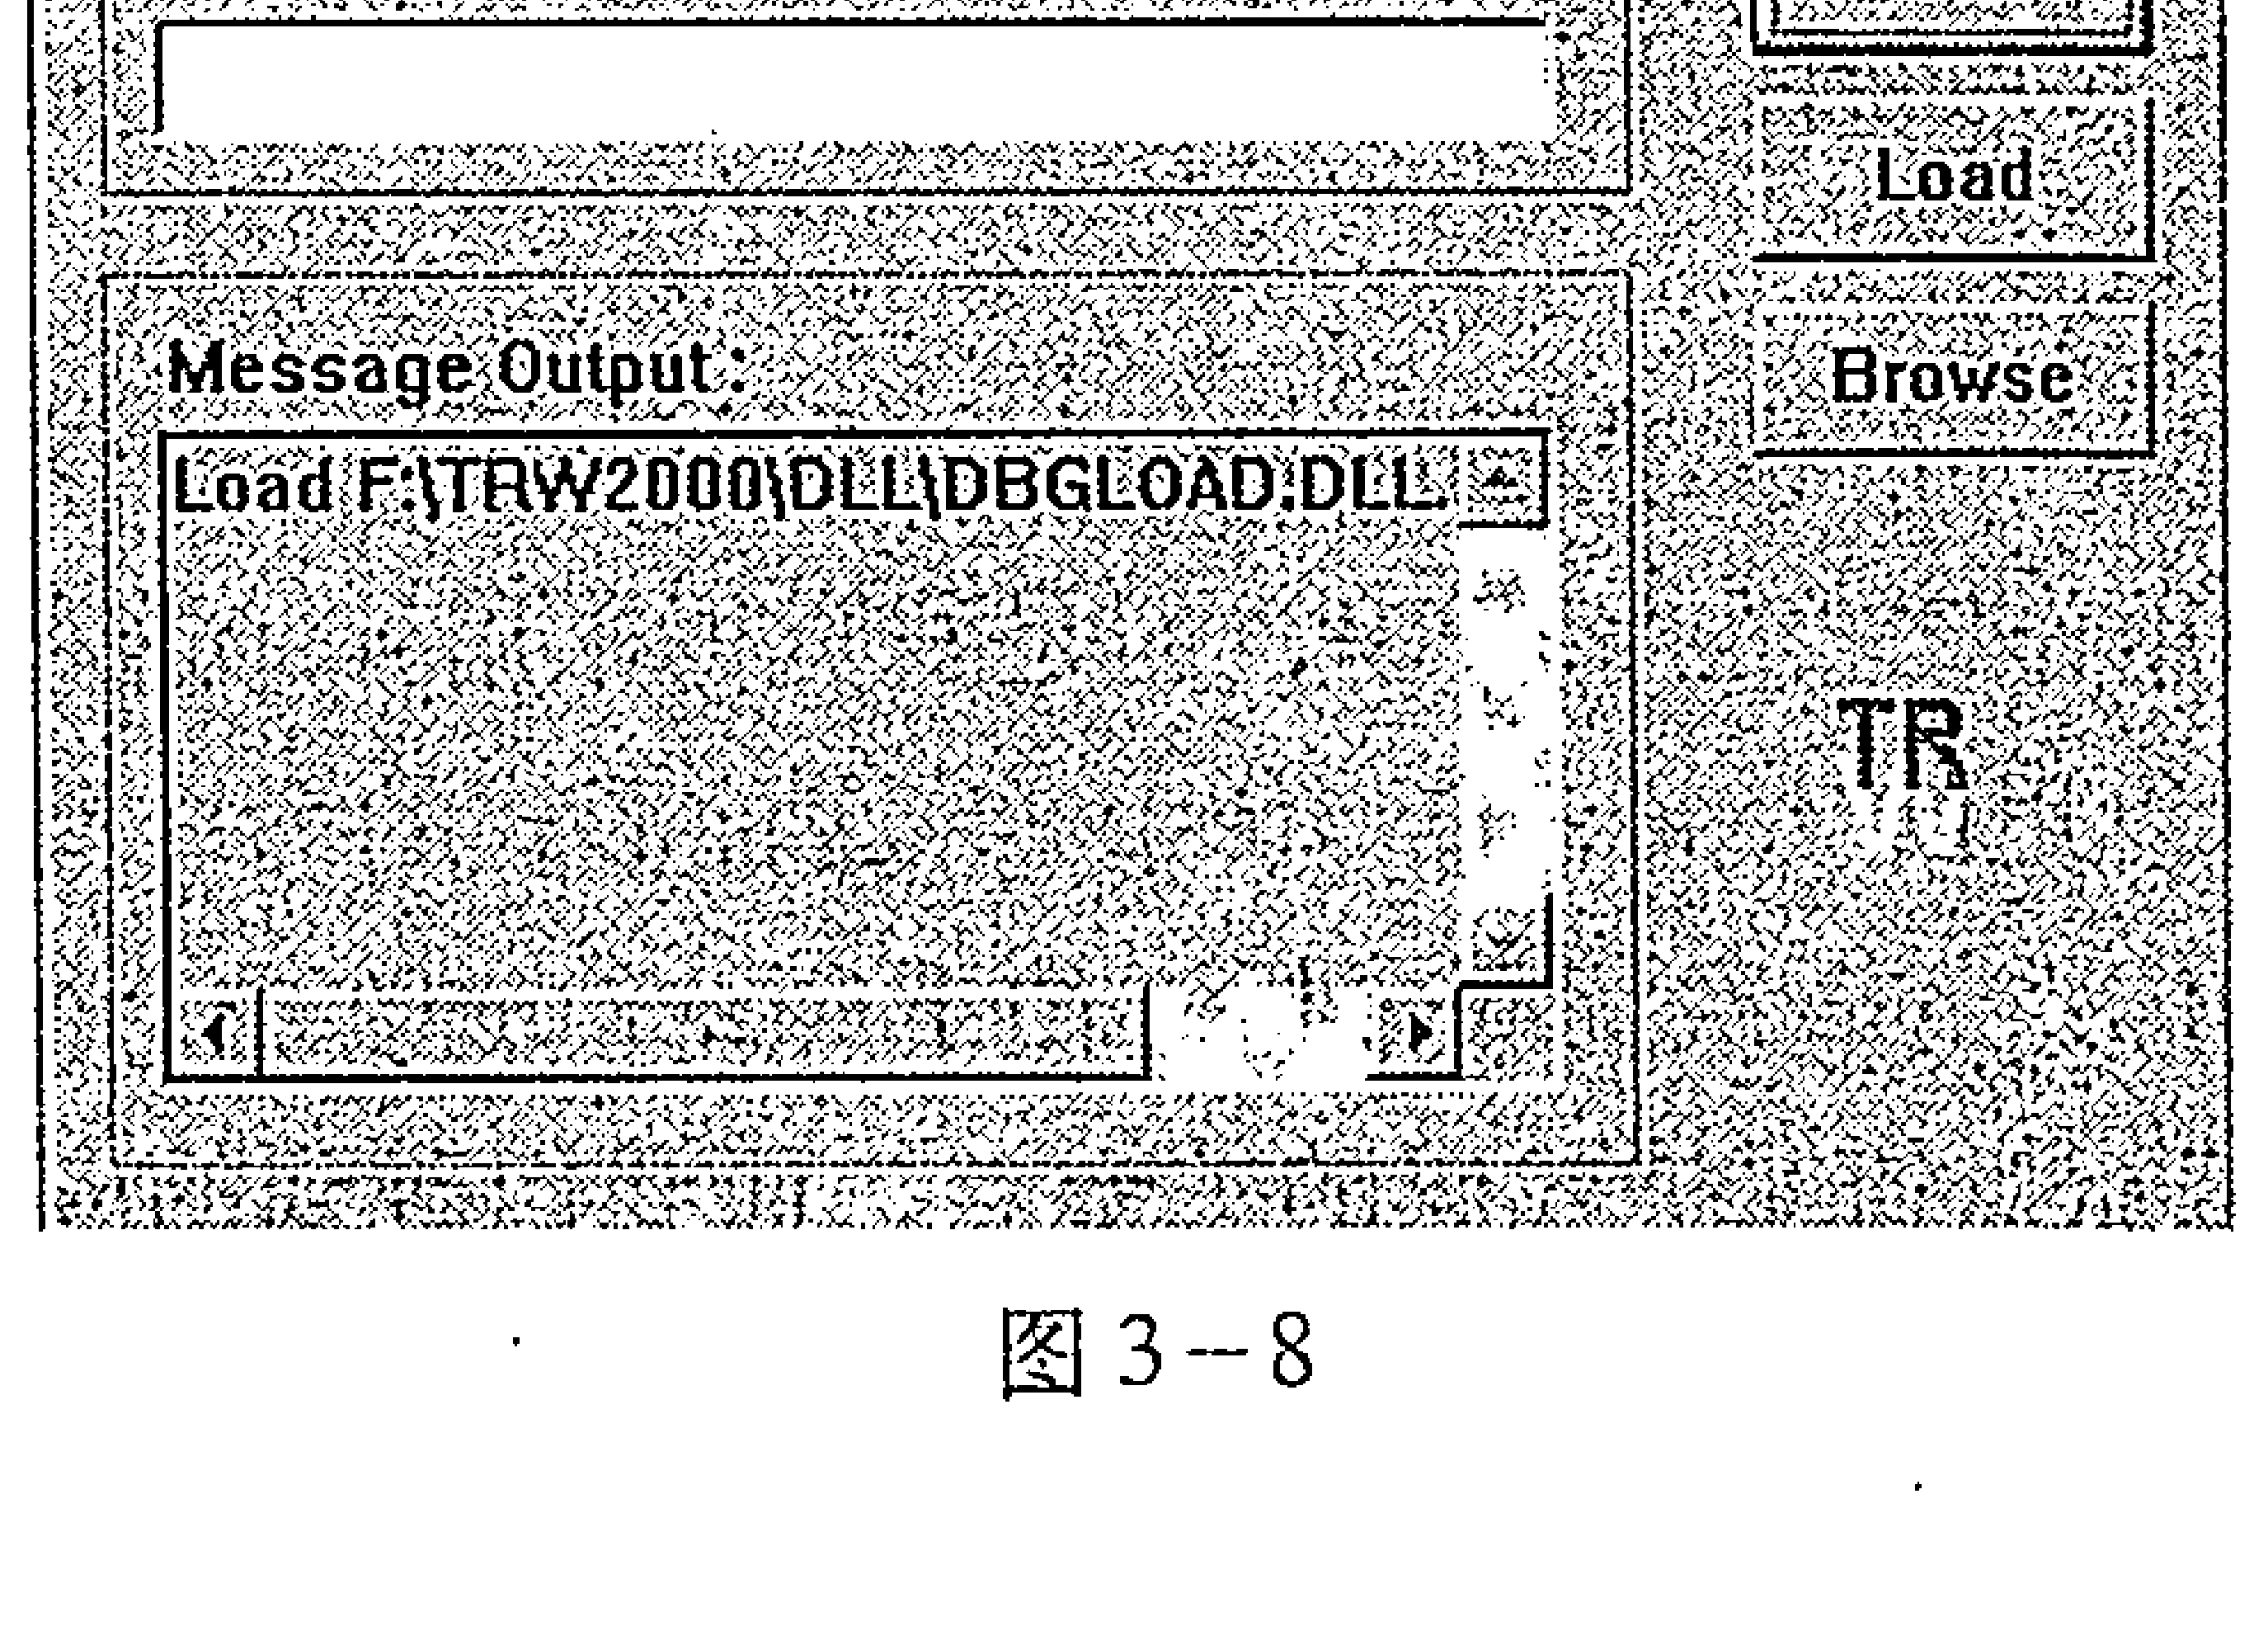 Load
Browse
Message Output:
Load F:\TRW2000\DLL\DBGLOAD.DLL.
TR
图 3-8